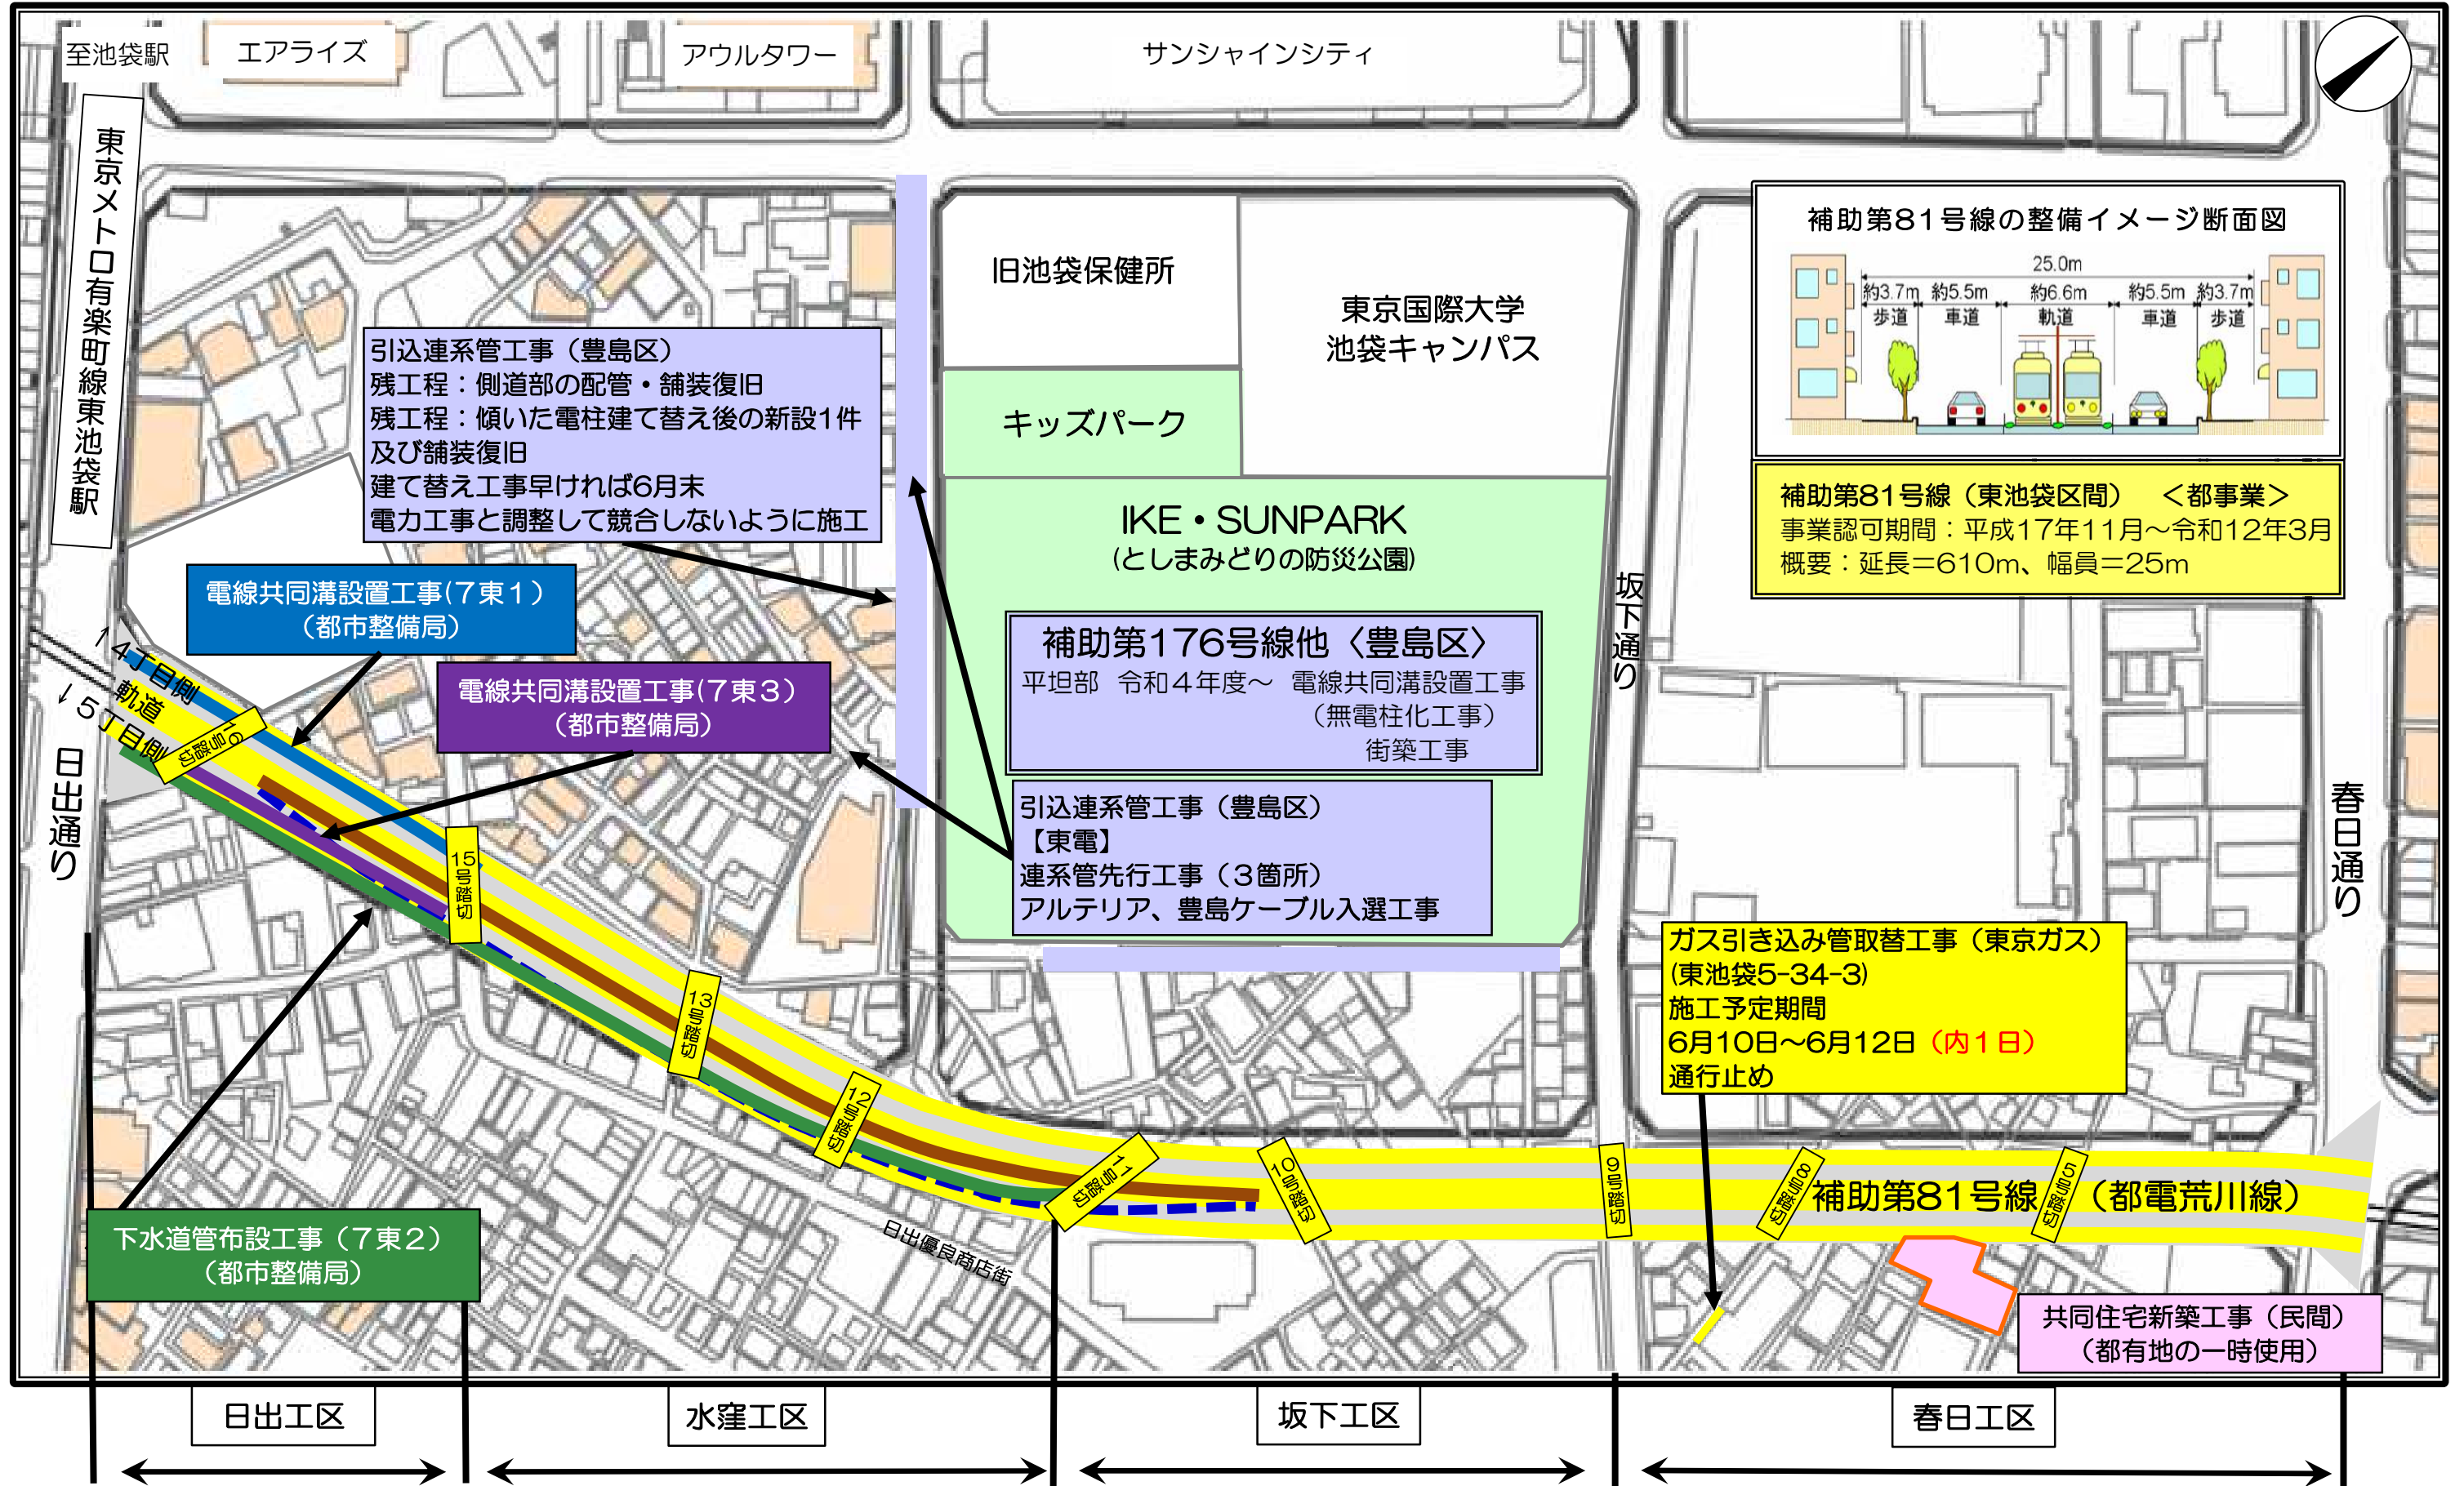 至池袋駅
エアライズ
アウルタワー
サンシャインシティ
東京メトロ有楽町線東池袋駅
旧池袋保健所
東京国際大学
池袋キャンパス
キッズパーク
IKE・SUNPARK
(としまみどりの防災公園)
補助第81号線の整備イメージ断面図
25.0m
約3.7m 約5.5m 約6.6m 約5.5m 約3.7m
歩道 車道 軌道 車道 歩道
補助第81号線（東池袋区間）　＜都事業＞
事業認可期間：平成17年11月～令和12年3月
概要：延長＝610m、幅員＝25m
引込連系管工事（豊島区）
残工程：側道部の配管・舗装復旧
残工程：傾いた電柱建て替え後の新設1件
及び舗装復旧
建て替え工事早ければ6月末
電力工事と調整して競合しないように施工
電線共同溝設置工事(７東１)
（都市整備局）
電線共同溝設置工事(７東３)
（都市整備局）
補助第176号線他〈豊島区〉
平坦部 令和４年度～ 電線共同溝設置工事
（無電柱化工事）
街築工事
引込連系管工事（豊島区）
【東電】
連系管先行工事（３箇所）
アルテリア、豊島ケーブル入選工事
坂下通り
春日通り
日出通り
↑４丁目側
軌道
↓５丁目側
16号踏切
15号踏切
13号踏切
12号踏切
11号踏切
10号踏切
9号踏切
8号踏切
5号踏切
補助第81号線
（都電荒川線）
ガス引き込み管取替工事（東京ガス）
(東池袋5-34-3)
施工予定期間
6月10日～6月12日（内１日）
通行止め
日出優良商店街
下水道管布設工事（７東２）
（都市整備局）
共同住宅新築工事（民間）
（都有地の一時使用）
日出工区
水窪工区
坂下工区
春日工区